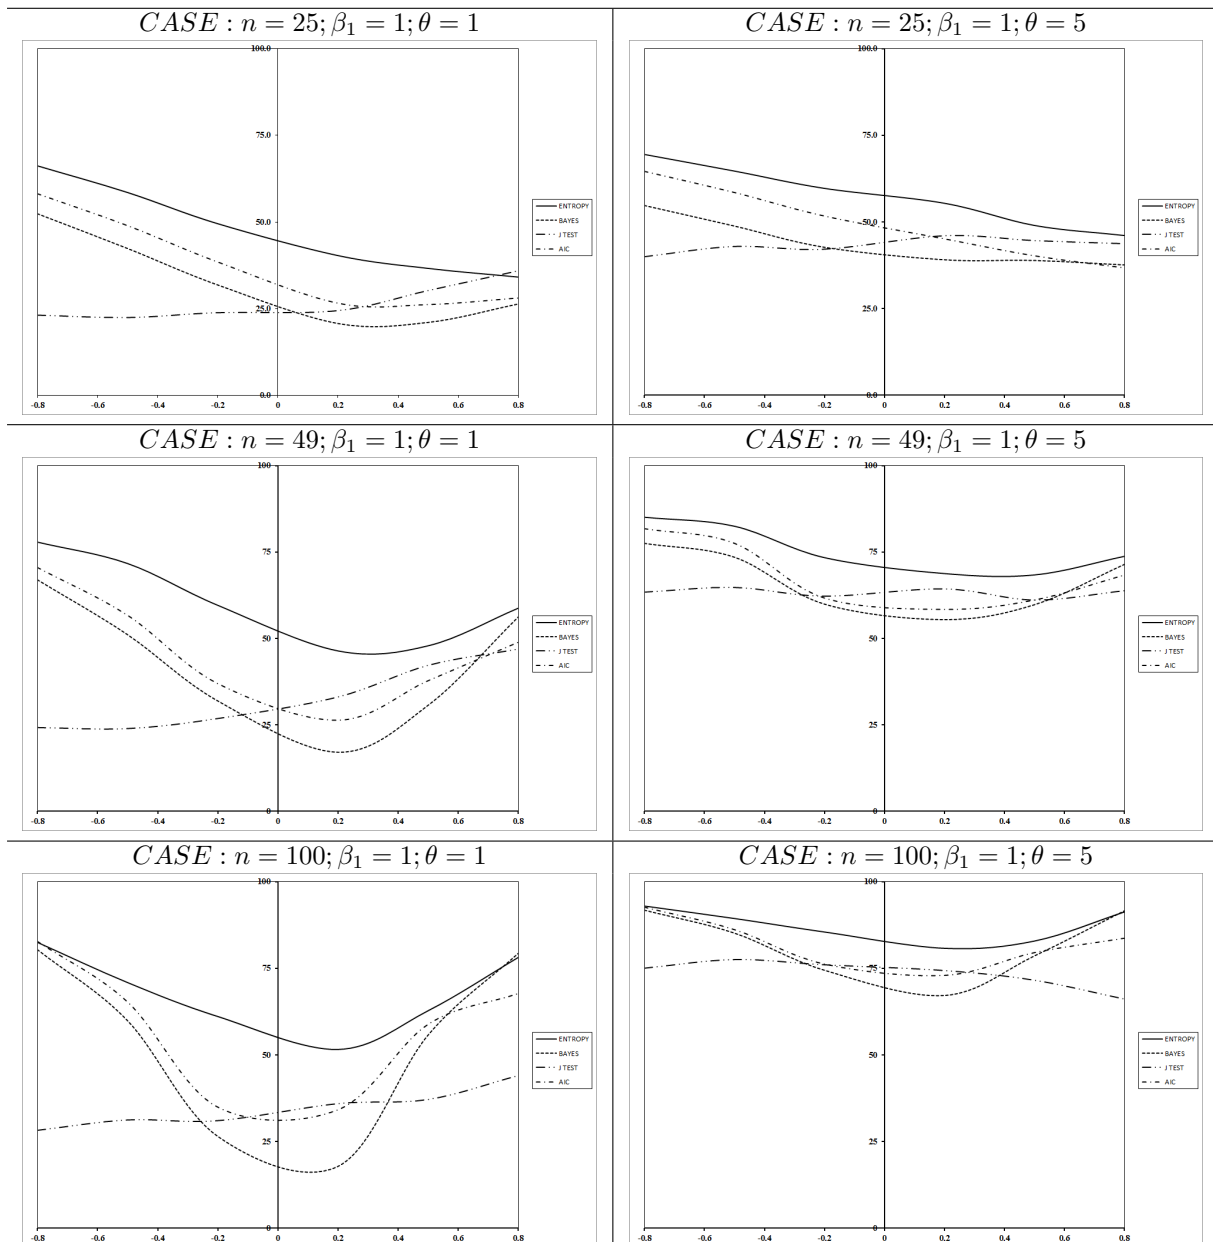 CASE : n = 25; β₁ = 1; θ = 1
100.0
75.0
50.0
25.0
0.0
-0.8 -0.6 -0.4 -0.2 0 0.2 0.4 0.6 0.8
ENTROPY
BAYES
J TEST
AIC
CASE : n = 25; β₁ = 1; θ = 5
100.0
75.0
50.0
25.0
0.0
-0.8 -0.6 -0.4 -0.2 0 0.2 0.4 0.6 0.8
ENTROPY
BAYES
J TEST
AIC
CASE : n = 49; β₁ = 1; θ = 1
100
75
50
25
0
-0.8 -0.6 -0.4 -0.2 0 0.2 0.4 0.6 0.8
ENTROPY
BAYES
J TEST
AIC
CASE : n = 49; β₁ = 1; θ = 5
100
75
50
25
0
-0.8 -0.6 -0.4 -0.2 0 0.2 0.4 0.6 0.8
ENTROPY
BAYES
J TEST
AIC
CASE : n = 100; β₁ = 1; θ = 1
100
75
50
25
0
-0.8 -0.6 -0.4 -0.2 0 0.2 0.4 0.6 0.8
ENTROPY
BAYES
J TEST
AIC
CASE : n = 100; β₁ = 1; θ = 5
100
75
50
25
0
-0.8 -0.6 -0.4 -0.2 0 0.2 0.4 0.6 0.8
ENTROPY
BAYES
J TEST
AIC